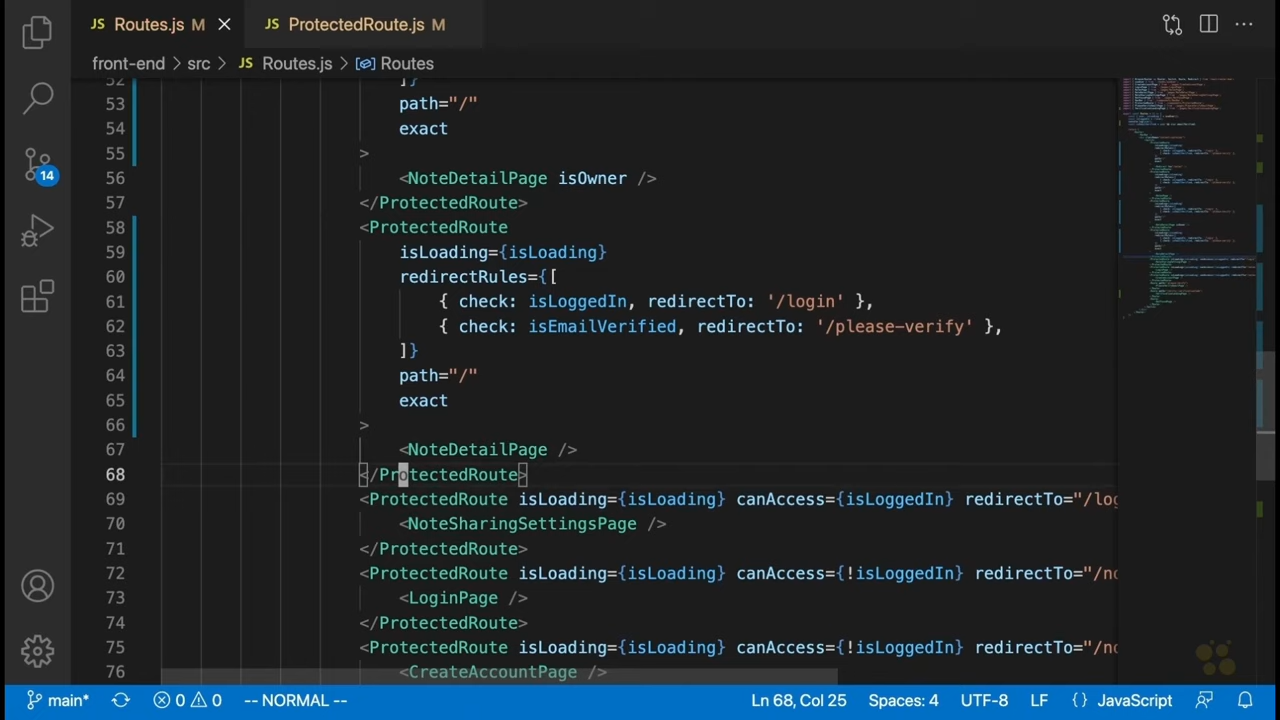 JS Routes.js M
JS ProtectedRoute.js M
front-end > src > JS Routes.js > Routes
52 ]}
53 path="/"
54 exact
55 >
56 <NoteDetailPage isOwner />
57 </ProtectedRoute>
58 <ProtectedRoute
59 isLoading={isLoading}
60 redirectRules={[
61 { check: isLoggedIn, redirectTo: '/login' },
62 { check: isEmailVerified, redirectTo: '/please-verify' },
63 ]}
64 path="/"
65 exact
66 >
67 <NoteDetailPage />
68 </ProtectedRoute>
69 <ProtectedRoute isLoading={isLoading} canAccess={isLoggedIn} redirectTo="/log
70 <NoteSharingSettingsPage />
71 </ProtectedRoute>
72 <ProtectedRoute isLoading={isLoading} canAccess={!isLoggedIn} redirectTo="/no
73 <LoginPage />
74 </ProtectedRoute>
75 <ProtectedRoute isLoading={isLoading} canAccess={!isLoggedIn} redirectTo="/no
76 <CreateAccountPage />
14
main* 0 0 -- NORMAL -- Ln 68, Col 25 Spaces: 4 UTF-8 LF {} JavaScript